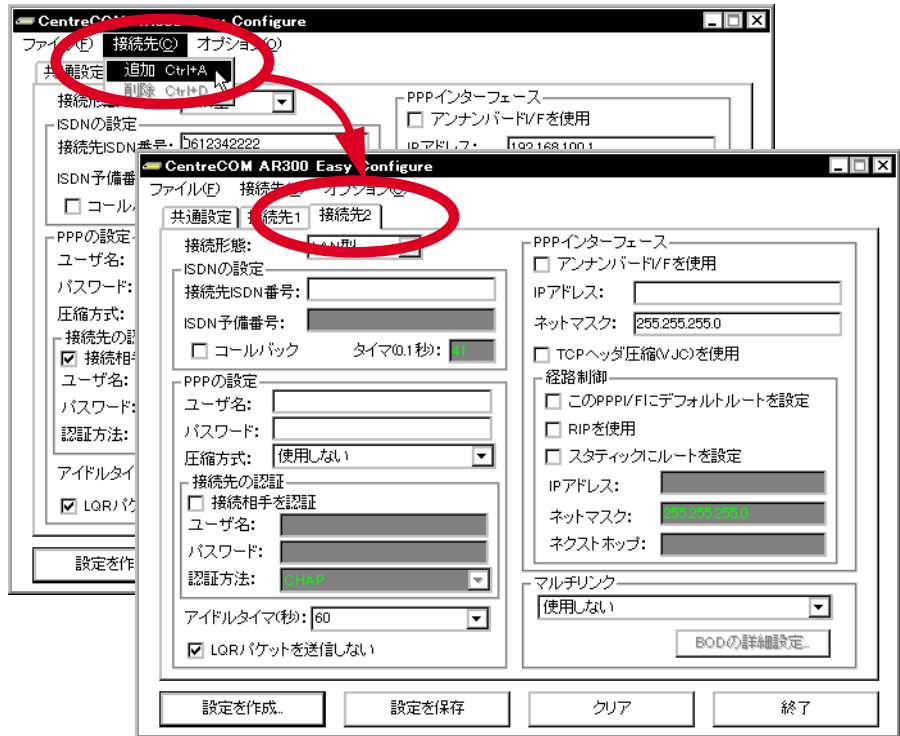 CentreCOM AR300 Easy Configure
ファイル(F) 接続先(C) オプション(O)
共通設定
追加 Ctrl+A
削除 Ctrl+D
ISDNの設定
接続先ISDN番号: 0612342222
ISDN予備番
コールバ
PPPの設定
ユーザ名:
パスワード:
圧縮方式:
接続先の認
接続相手
ユーザ名:
パスワード:
認証方法:
アイドルタイ
LQRパケ
設定を作
PPPインターフェース
アンナンバードI/Fを使用
IPアドレス: 192.168.100.1
CentreCOM AR300 Easy Configure
ファイル(F) 接続先(C) オプション(O)
共通設定 接続先1 接続先2
接続形態: LAN型
ISDNの設定
接続先ISDN番号:
ISDN予備番号:
コールバック タイマ(0.1秒): 41
PPPの設定
ユーザ名:
パスワード:
圧縮方式: 使用しない
接続先の認証
接続相手を認証
ユーザ名:
パスワード:
認証方法: CHAP
アイドルタイマ(秒): 60
LQRパケットを送信しない
PPPインターフェース
アンナンバードI/Fを使用
IPアドレス:
ネットマスク: 255.255.255.0
TCPヘッダ圧縮(VJC)を使用
経路制御
このPPPI/Fにデフォルトルートを設定
RIPを使用
スタティックにルートを設定
IPアドレス:
ネットマスク: 255.255.255.0
ネクストホップ:
マルチリンク
使用しない
BODの詳細設定...
設定を作成... 設定を保存 クリア 終了